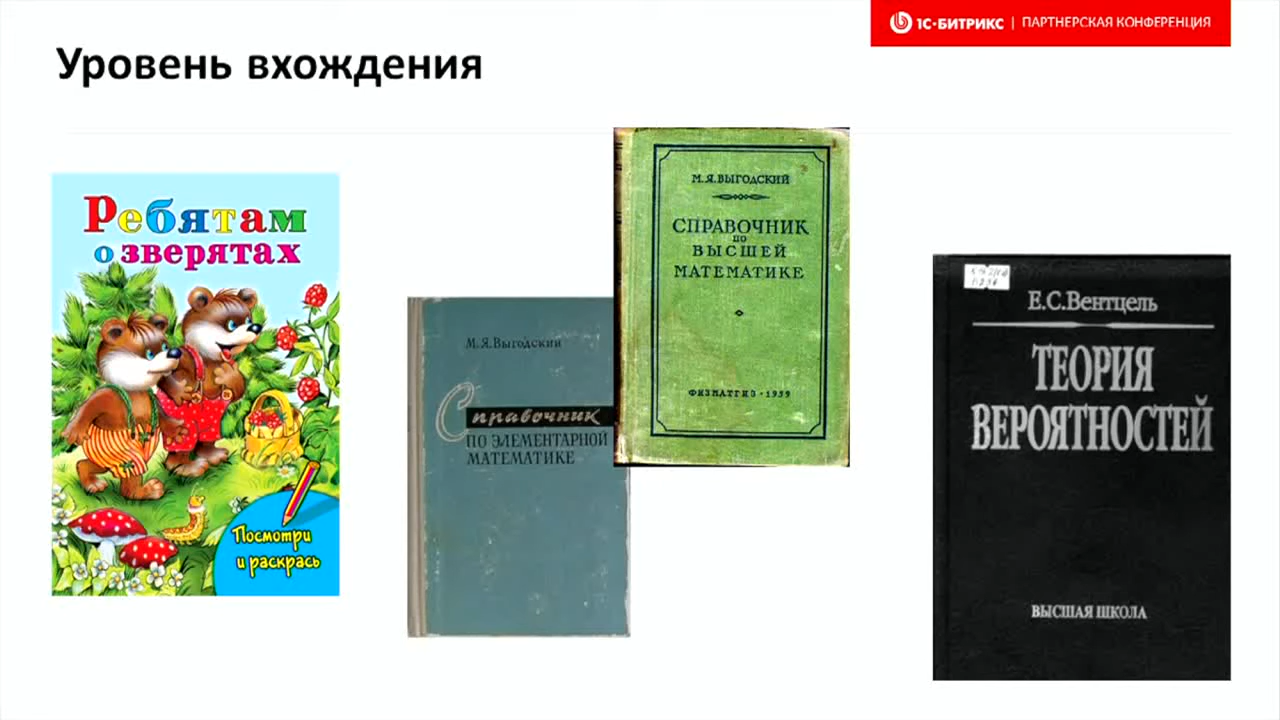 1С-БИТРИКС | ПАРТНЕРСКАЯ КОНФЕРЕНЦИЯ
Уровень вхождения
Ребятам
о зверятах
Посмотри
и раскрась
М. Я. Выгодский
Справочник
ПО ЭЛЕМЕНТАРНОЙ
МАТЕМАТИКЕ
М. Я. ВЫГОДСКИЙ
СПРАВОЧНИК
ПО
ВЫСШЕЙ
МАТЕМАТИКЕ
ФИЗМАТГИЗ • 1959
Е.С.Вентцель
ТЕОРИЯ
ВЕРОЯТНОСТЕЙ
ВЫСШАЯ ШКОЛА